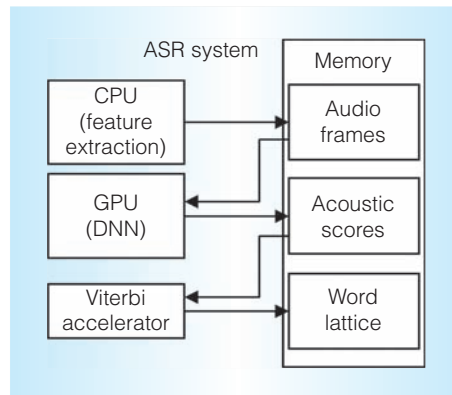 ASR system
Memory
CPU
(feature
extraction)
Audio
frames
GPU
(DNN)
Acoustic
scores
Viterbi
accelerator
Word
lattice